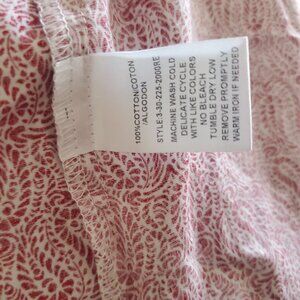 100%COTTON/COTON
/ALGODON
STYLE:3-30-225-2000RE
MACHINE WASH COLD
DELICATE CYCLE
WITH LIKE COLORS
NO BLEACH
TUMBLE DRY LOW
REMOVE PROMPTLY
WARM IRON IF NEEDED